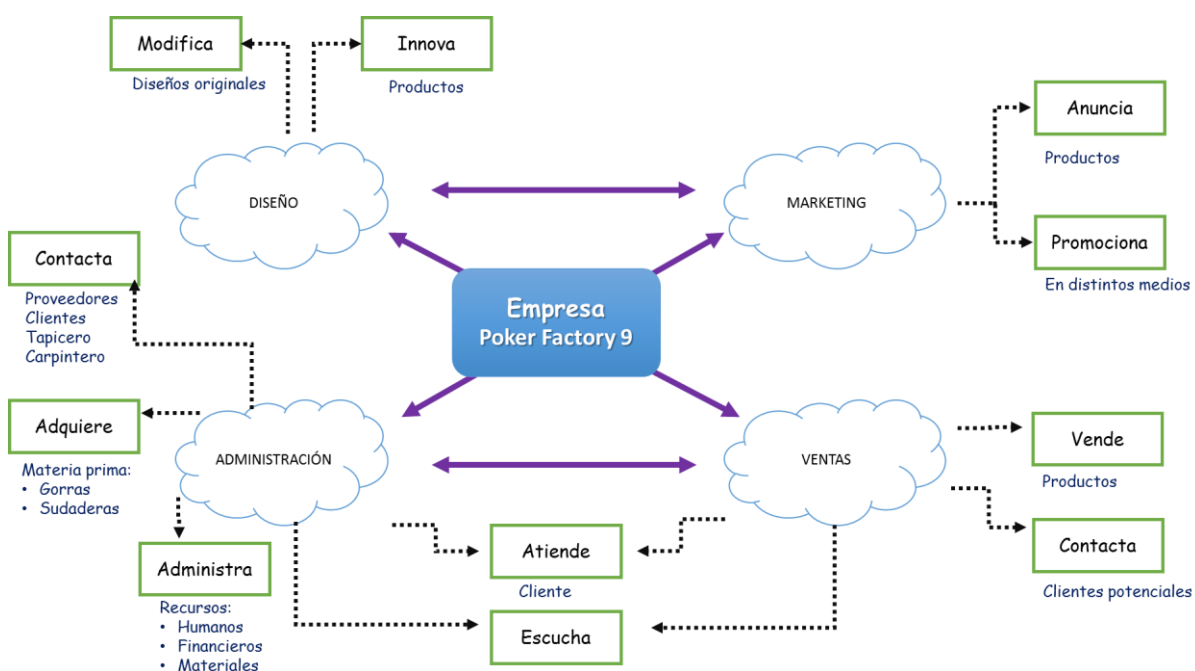 Modifica
Diseños originales
Innova
Productos
Anuncia
Productos
Promociona
En distintos medios
DISEÑO
MARKETING
Contacta
Proveedores
Clientes
Tapicero
Carpintero
Empresa
Poker Factory 9
Adquiere
Materia prima:
• Gorras
• Sudaderas
ADMINISTRACIÓN
VENTAS
Vende
Productos
Contacta
Clientes potenciales
Administra
Recursos:
• Humanos
• Financieros
• Materiales
Atiende
Cliente
Escucha